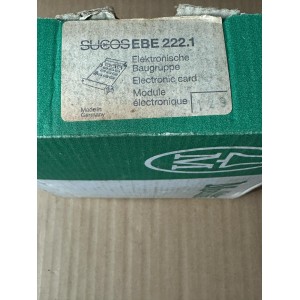 SUCOS EBE 222.1
Elektronische
Baugruppe
Electronic card
Module
électronique
Made in
Germany